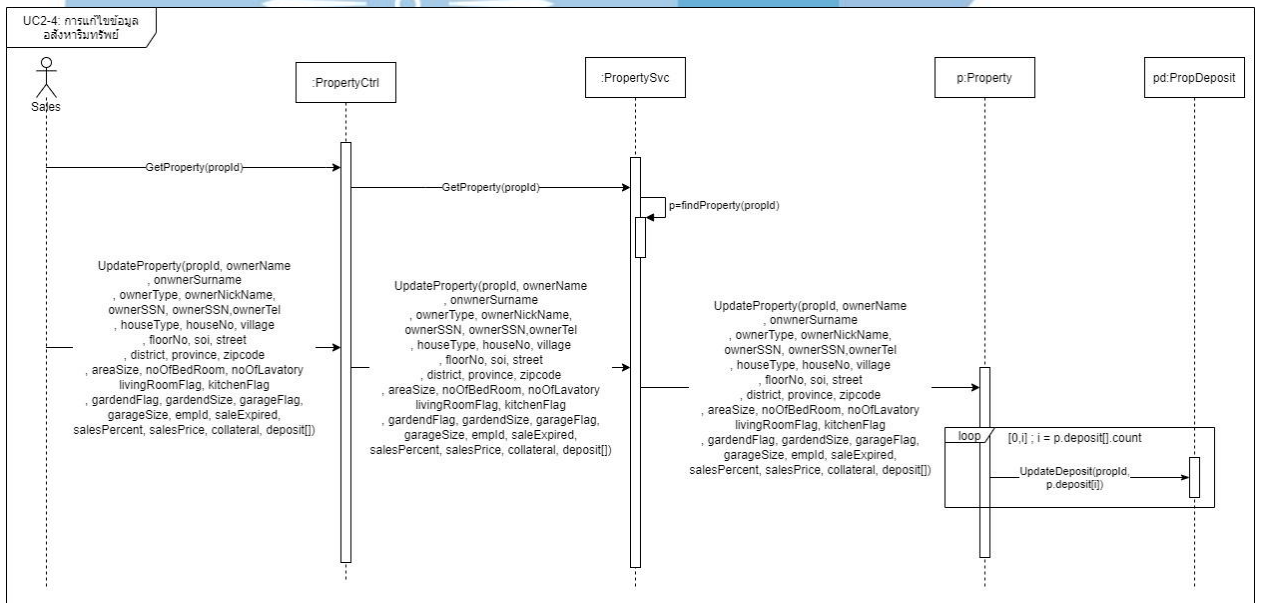 UC2-4: การแก้ไขข้อมูล
อสังหาริมทรัพย์
Sales
:PropertyCtrl
:PropertySvc
p:Property
pd:PropDeposit
GetProperty(propId)
GetProperty(propId)
p=findProperty(propId)
UpdateProperty(propId, ownerName
, onwnerSurname
, ownerType, ownerNickName,
ownerSSN, ownerSSN,ownerTel
, houseType, houseNo, village
, floorNo, soi, street
, district, province, zipcode
, areaSize, noOfBedRoom, noOfLavatory
livingRoomFlag, kitchenFlag
, gardendFlag, gardendSize, garageFlag,
garageSize, empId, saleExpired,
salesPercent, salesPrice, collateral, deposit[])
UpdateProperty(propId, ownerName
, onwnerSurname
, ownerType, ownerNickName,
ownerSSN, ownerSSN,ownerTel
, houseType, houseNo, village
, floorNo, soi, street
, district, province, zipcode
, areaSize, noOfBedRoom, noOfLavatory
livingRoomFlag, kitchenFlag
, gardendFlag, gardendSize, garageFlag,
garageSize, empId, saleExpired,
salesPercent, salesPrice, collateral, deposit[])
UpdateProperty(propId, ownerName
, onwnerSurname
, ownerType, ownerNickName,
ownerSSN, ownerSSN,ownerTel
, houseType, houseNo, village
, floorNo, soi, street
, district, province, zipcode
, areaSize, noOfBedRoom, noOfLavatory
livingRoomFlag, kitchenFlag
, gardendFlag, gardendSize, garageFlag,
garageSize, empId, saleExpired,
salesPercent, salesPrice, collateral, deposit[])
loop
[0,i] ; i = p.deposit[].count
UpdateDeposit(propId,
p.deposit[i])